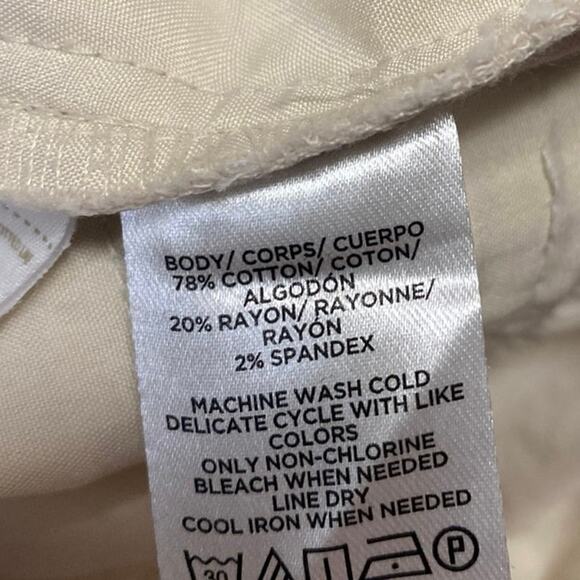 BODY/ CORPS/ CUERPO
78% COTTON/ COTON/
ALGODÓN
20% RAYON/ RAYONNE/
RAYÓN
2% SPANDEX
MACHINE WASH COLD
DELICATE CYCLE WITH LIKE
COLORS
ONLY NON-CHLORINE
BLEACH WHEN NEEDED
LINE DRY
COOL IRON WHEN NEEDED
30 P